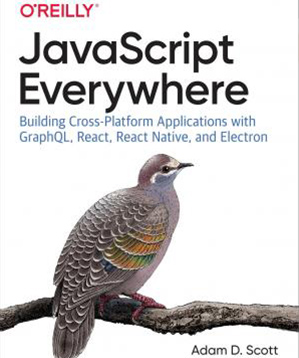 O'REILLY®
JavaScript
Everywhere
Building Cross-Platform Applications with
GraphQL, React, React Native, and Electron
Adam D. Scott